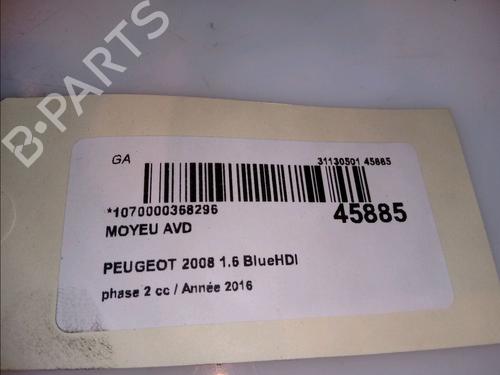 B-PARTS
GA
31130501 45885
*1070000368296
45885
MOYEU AVD
PEUGEOT 2008 1.6 BlueHDI
phase 2 cc / Année 2016